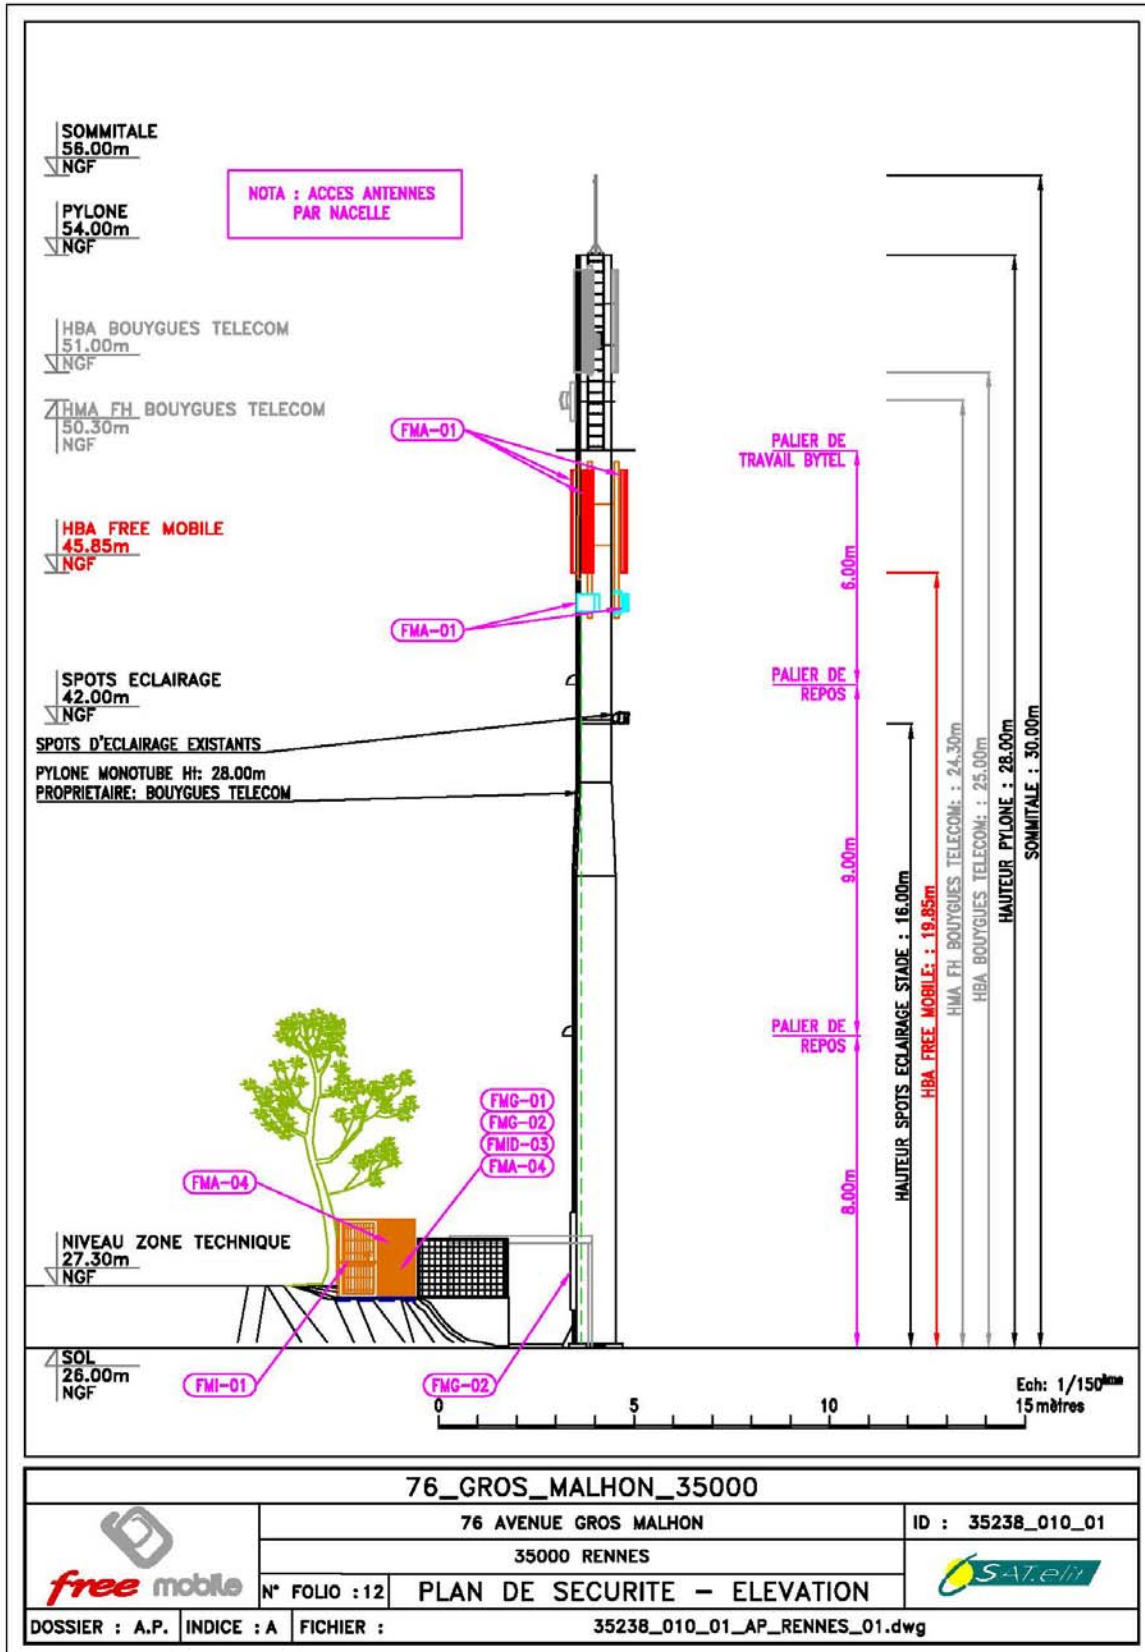 SOMMITALE
56.00m
NGF
NOTA : ACCES ANTENNES
PAR NACELLE
PYLONE
54.00m
NGF
HBA BOUYGUES TELECOM
51.00m
NGF
HMA FH BOUYGUES TELECOM
50.30m
NGF
FMA-01
PALIER DE
TRAVAIL BYTEL
HBA FREE MOBILE
45.85m
NGF
6.00m
FMA-01
SPOTS ECLAIRAGE
42.00m
NGF
PALIER DE
REPOS
SPOTS D'ECLAIRAGE EXISTANTS
PYLONE MONOTUBE Ht: 28.00m
PROPRIETAIRE: BOUYGUES TELECOM
9.00m
HAUTEUR SPOTS ECLAIRAGE STADE : 16.00m
HBA FREE MOBILE: : 19.85m
HMA FH BOUYGUES TELECOM: : 24.30m
HBA BOUYGUES TELECOM: : 25.00m
HAUTEUR PYLONE : 28.00m
SOMMITALE : 30.00m
PALIER DE
REPOS
FMG-01
FMG-02
FMID-03
FMA-04
FMA-04
8.00m
NIVEAU ZONE TECHNIQUE
27.30m
NGF
SOL
26.00m
NGF
FMI-01
FMG-02
Ech: 1/150ème
0 5 10 15 mètres
76_GROS_MALHON_35000
76 AVENUE GROS MALHON
ID : 35238_010_01
35000 RENNES
free mobile
SAT.elit
N° FOLIO :12
PLAN DE SECURITE – ELEVATION
DOSSIER : A.P.
INDICE : A
FICHIER :
35238_010_01_AP_RENNES_01.dwg